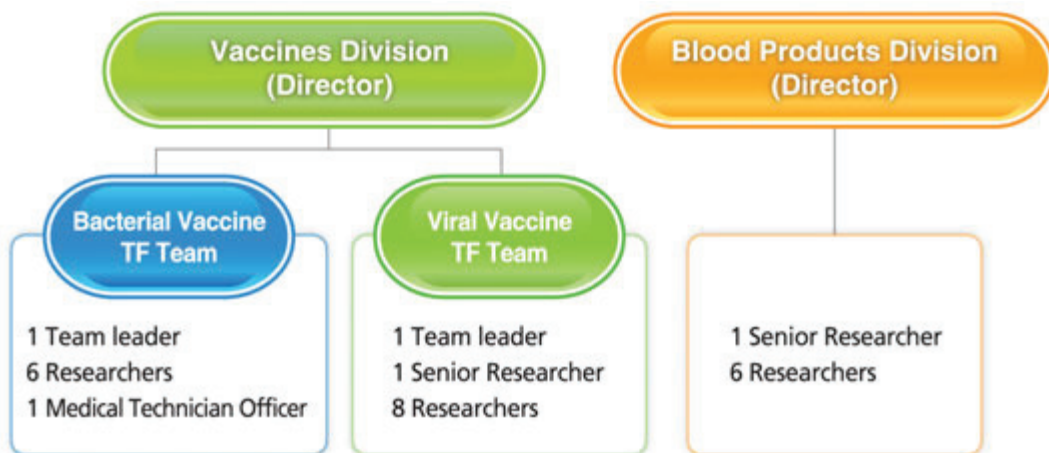 Vaccines Division
(Director)
Blood Products Division
(Director)
Bacterial Vaccine
TF Team
1 Team leader
6 Researchers
1 Medical Technician Officer
Viral Vaccine
TF Team
1 Team leader
1 Senior Researcher
8 Researchers
1 Senior Researcher
6 Researchers